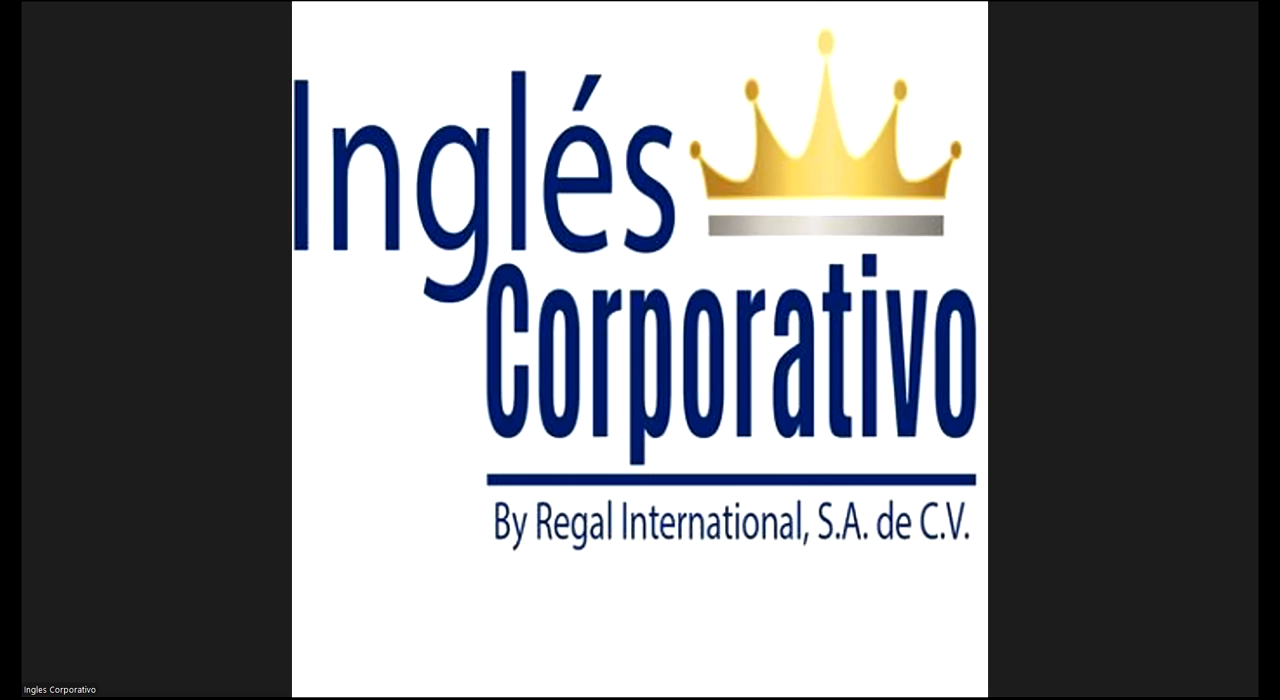 Inglés
Corporativo
By Regal International, S.A. de C.V.
Ingles Corporativo